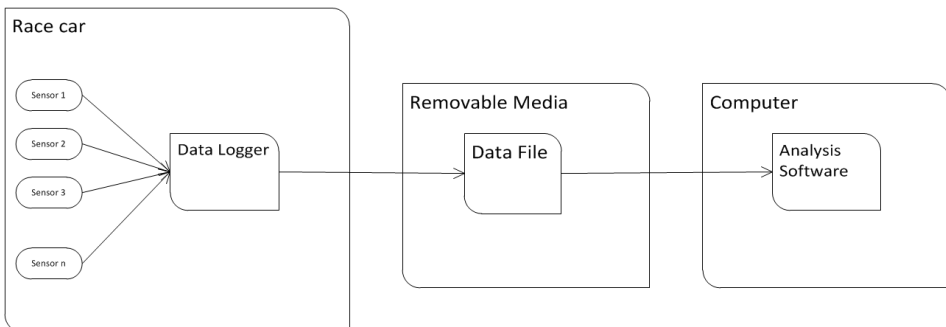 Race car
Sensor 1
Sensor 2
Sensor 3
Sensor n
Data Logger
Removable Media
Data File
Computer
Analysis
Software